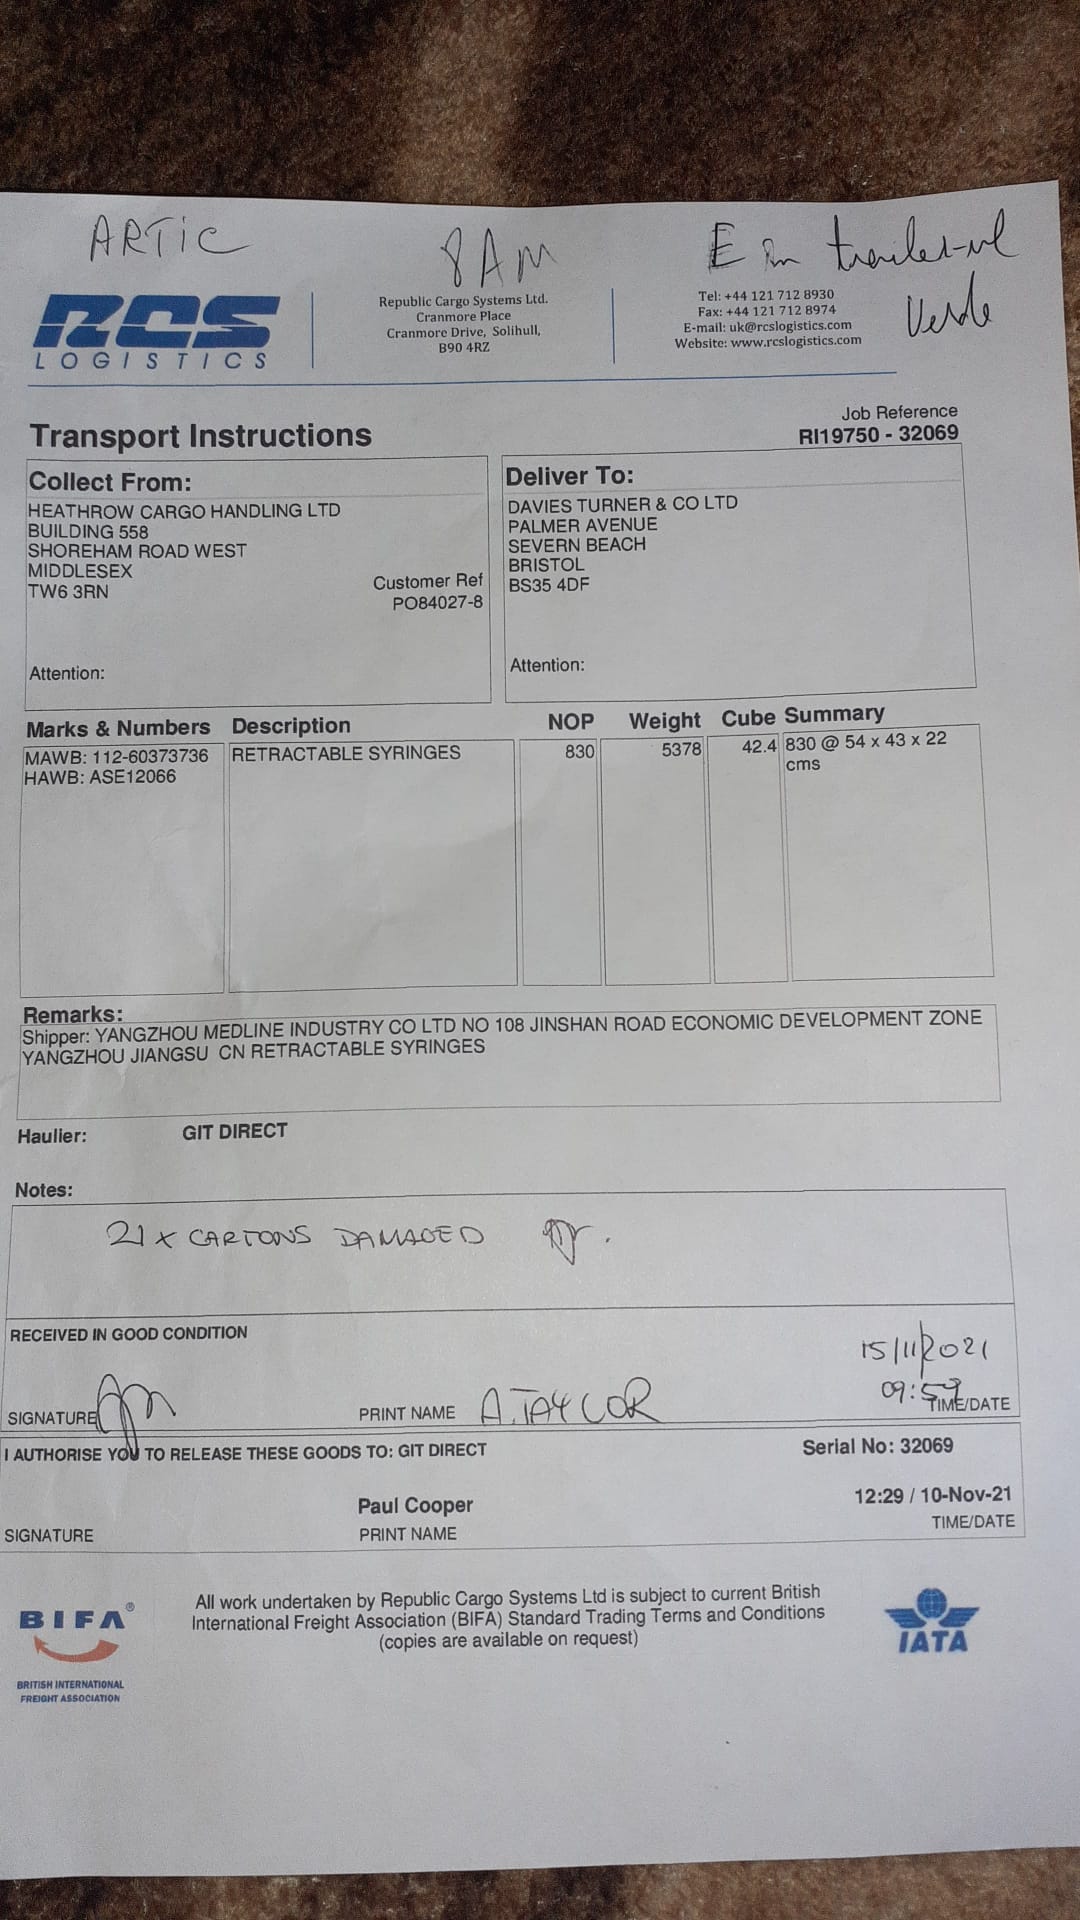 ARTIC
8AM
E în trailer-ul
Verde
RCS
LOGISTICS
Republic Cargo Systems Ltd.
Cranmore Place
Cranmore Drive, Solihull,
B90 4RZ
Tel: +44 121 712 8930
Fax: +44 121 712 8974
E-mail: uk@rcslogistics.com
Website: www.rcslogistics.com
Transport Instructions
Job Reference
RI19750 - 32069
Collect From:
HEATHROW CARGO HANDLING LTD
BUILDING 558
SHOREHAM ROAD WEST
MIDDLESEX
TW6 3RN
Customer Ref
PO84027-8
Attention:
Deliver To:
DAVIES TURNER & CO LTD
PALMER AVENUE
SEVERN BEACH
BRISTOL
BS35 4DF
Attention:
Marks & Numbers Description NOP Weight Cube Summary
MAWB: 112-60373736 RETRACTABLE SYRINGES 830 5378 42.4 830 @ 54 x 43 x 22
HAWB: ASE12066 cms
Remarks:
Shipper: YANGZHOU MEDLINE INDUSTRY CO LTD NO 108 JINSHAN ROAD ECONOMIC DEVELOPMENT ZONE
YANGZHOU JIANGSU CN RETRACTABLE SYRINGES
Haulier: GIT DIRECT
Notes:
21 x CARTONS DAMAGED
RECEIVED IN GOOD CONDITION
15/11/2021
09:59
SIGNATURE PRINT NAME A.TAYLOR TIME/DATE
I AUTHORISE YOU TO RELEASE THESE GOODS TO: GIT DIRECT Serial No: 32069
Paul Cooper 12:29 / 10-Nov-21
SIGNATURE PRINT NAME TIME/DATE
BIFA®
BRITISH INTERNATIONAL
FREIGHT ASSOCIATION
All work undertaken by Republic Cargo Systems Ltd is subject to current British
International Freight Association (BIFA) Standard Trading Terms and Conditions
(copies are available on request)
IATA